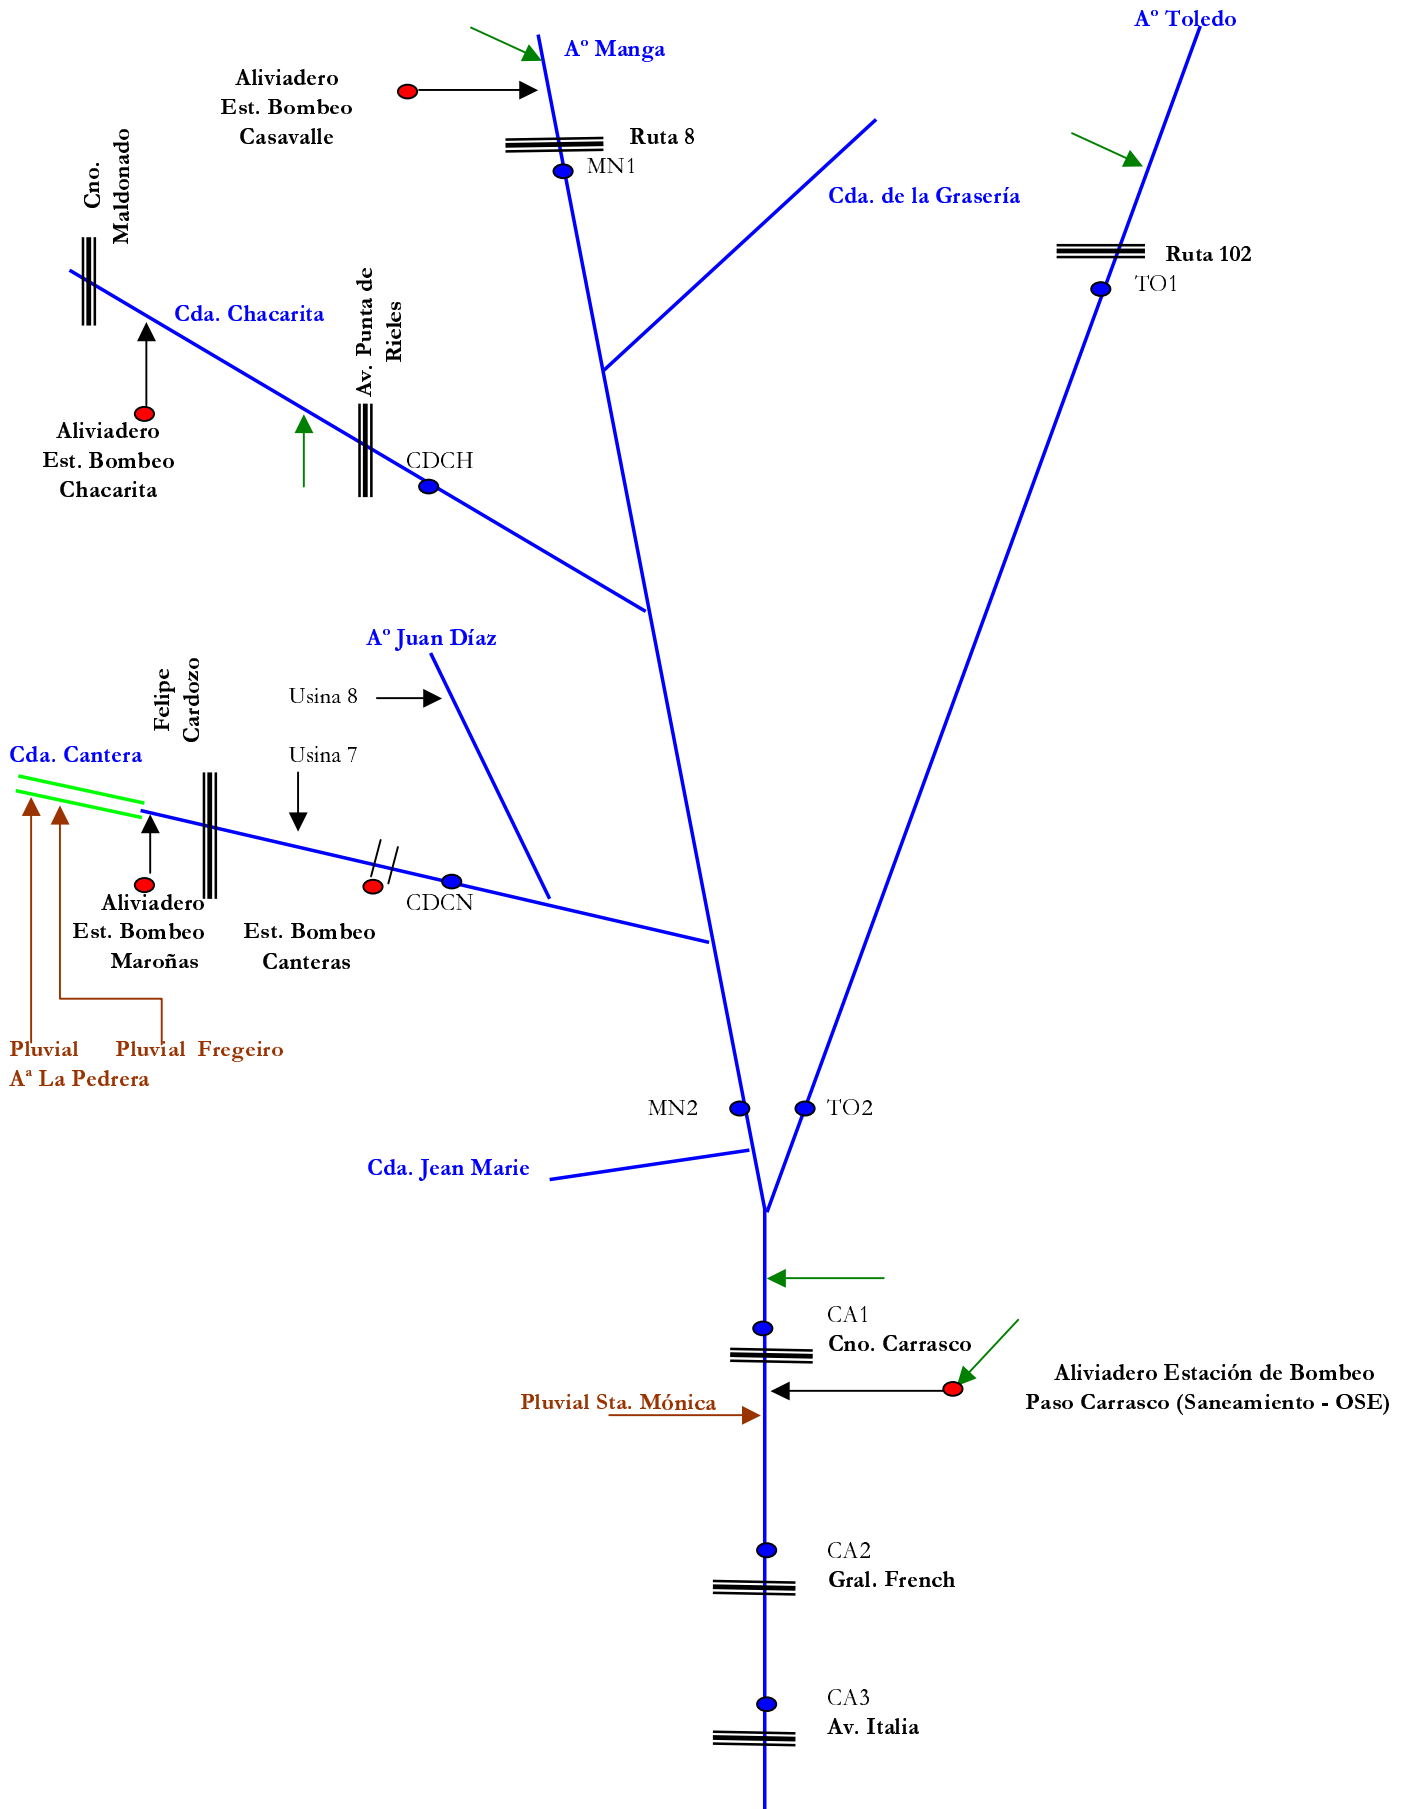 Aº Toledo
Aº Manga
Aliviadero
Est. Bombeo
Casavalle
Ruta 8
MN1
Cno.
Maldonado
Cda. de la Grasería
Ruta 102
TO1
Cda. Chacarita
Av. Punta de
Rieles
Aliviadero
Est. Bombeo
Chacarita
CDCH
Aº Juan Díaz
Felipe
Cardozo
Usina 8
Usina 7
Cda. Cantera
Aliviadero
Est. Bombeo
Maroñas
CDCN
Est. Bombeo
Canteras
Pluvial
Aª La Pedrera
Pluvial Fregeiro
MN2
TO2
Cda. Jean Marie
CA1
Cno. Carrasco
Aliviadero Estación de Bombeo
Paso Carrasco (Saneamiento - OSE)
Pluvial Sta. Mónica
CA2
Gral. French
CA3
Av. Italia